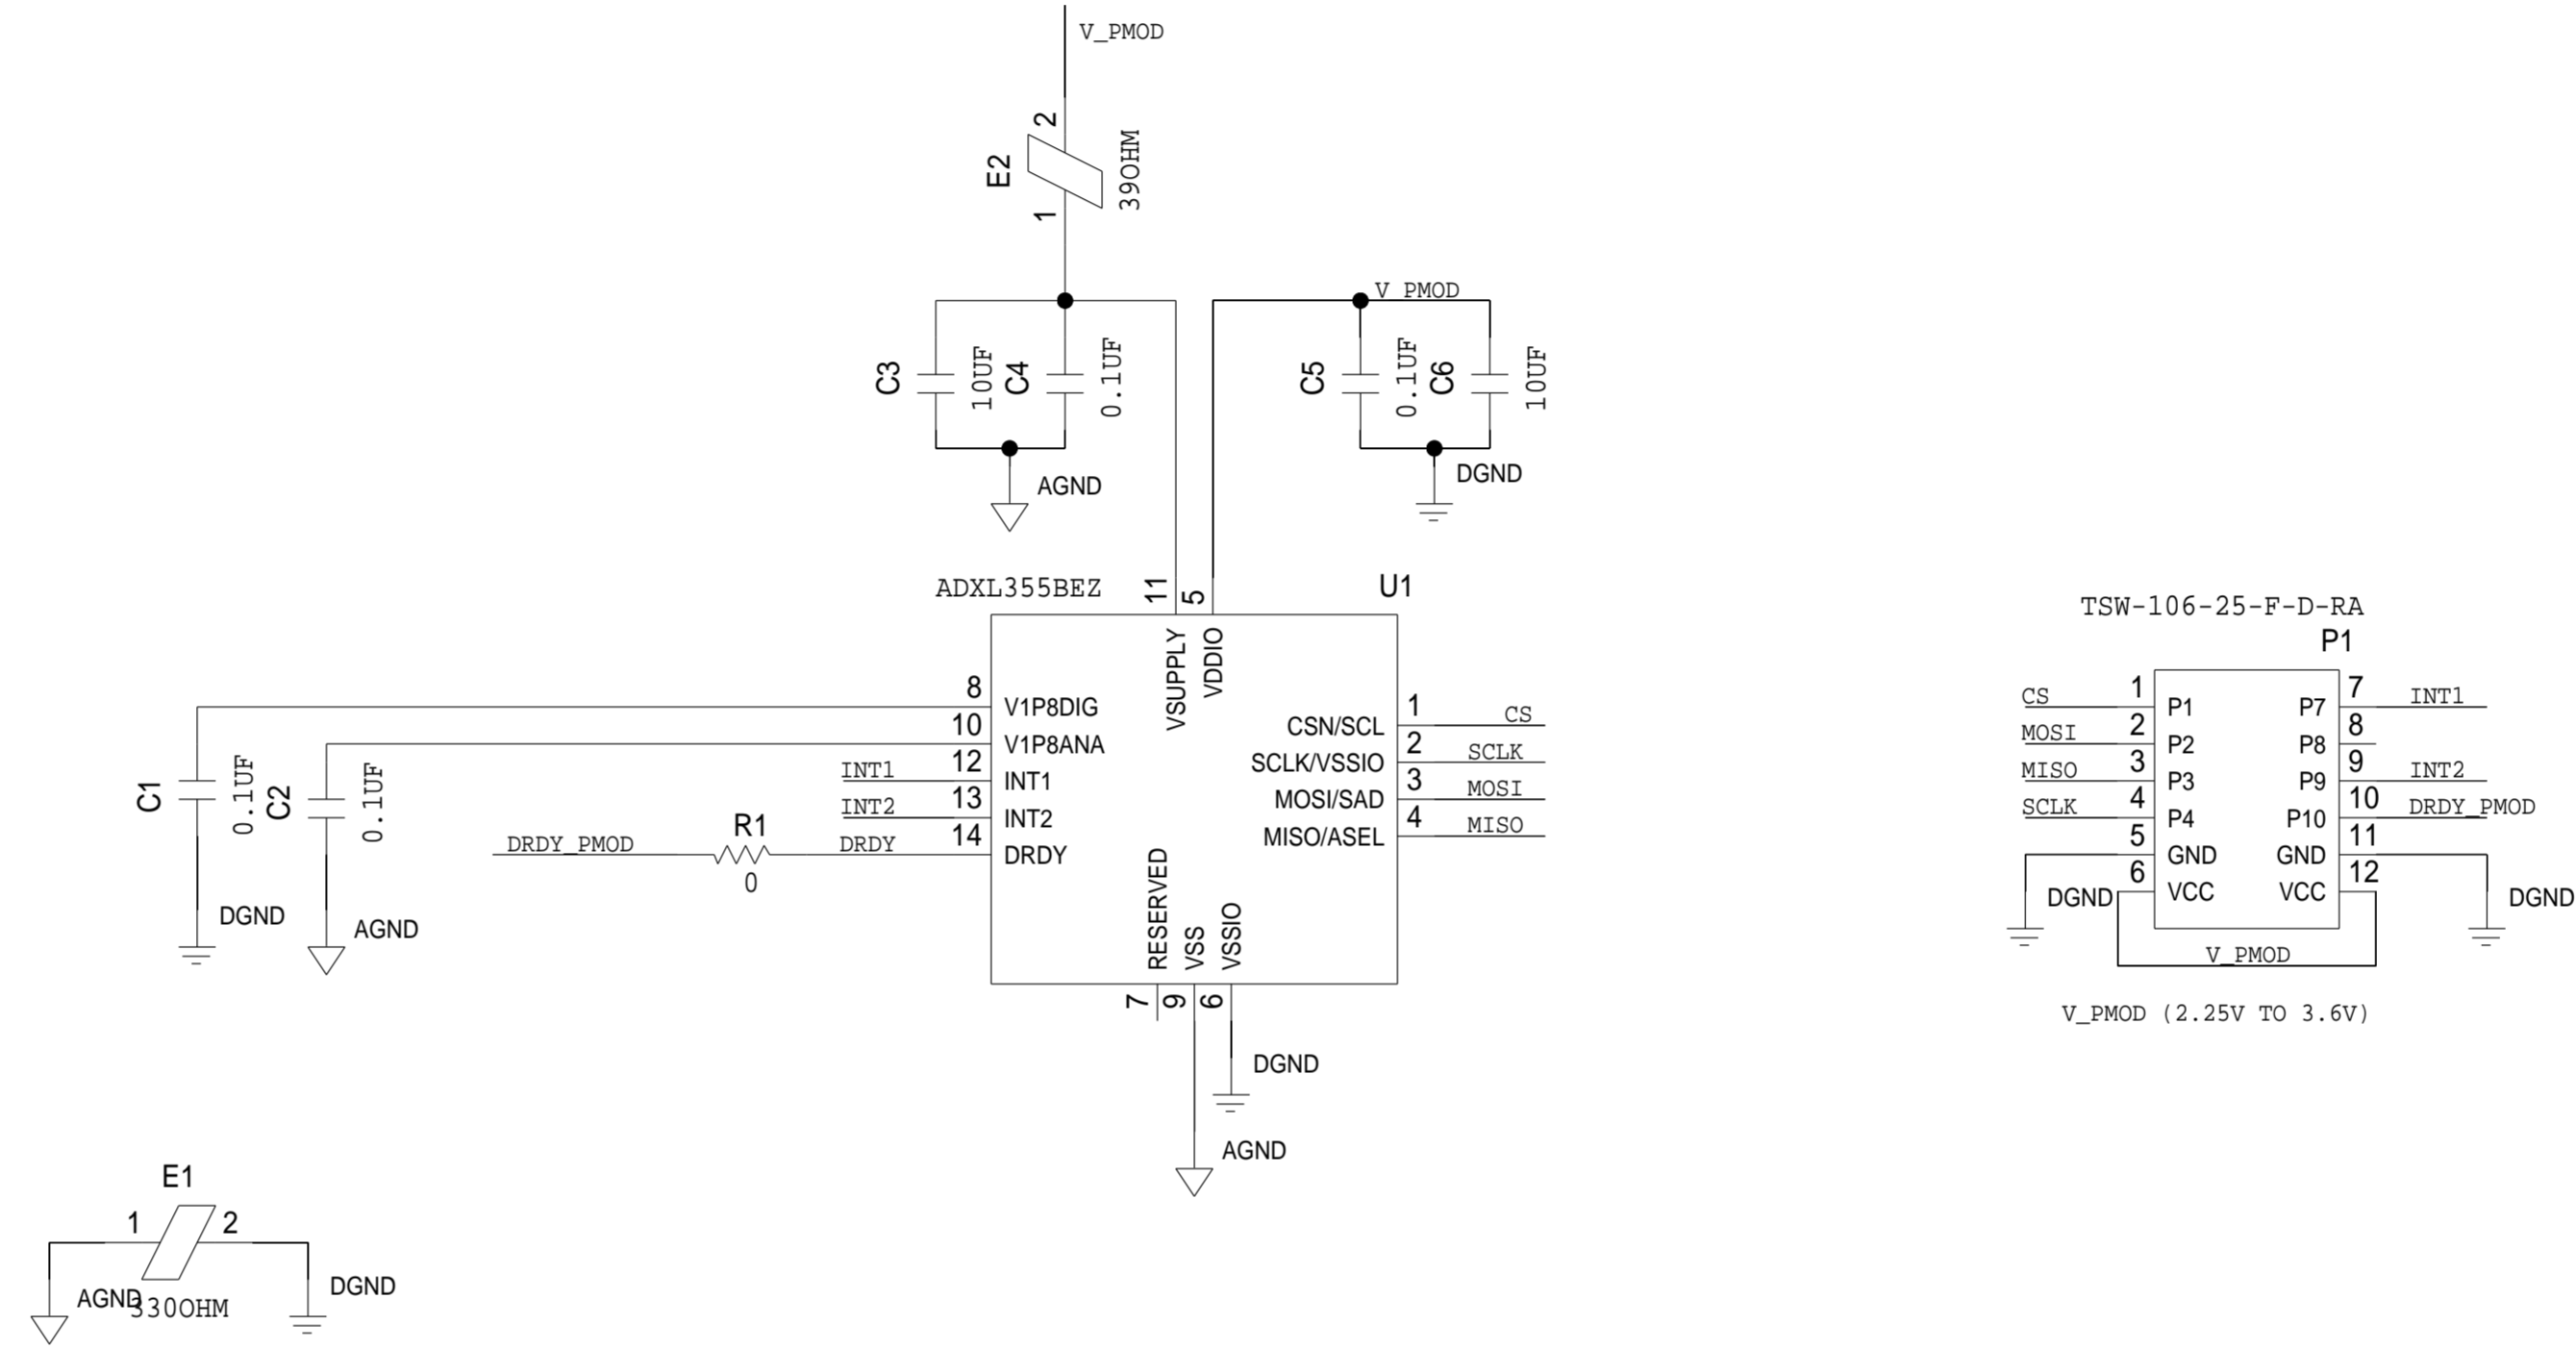 V_PMOD
2
E2
39OHM
1
V_PMOD
C3
10UF
C4
0.1UF
C5
0.1UF
C6
10UF
AGND
DGND
ADXL355BEZ
11
5
U1
VSUPPLY
VDDIO
8
V1P8DIG
10
V1P8ANA
INT1
12
INT1
INT2
13
INT2
DRDY_PMOD
R1
0
DRDY
14
DRDY
CSN/SCL
1
CS
SCLK/VSSIO
2
SCLK
MOSI/SAD
3
MOSI
MISO/ASEL
4
MISO
RESERVED
VSS
VSSIO
7
9
6
DGND
AGND
C1
0.1UF
C2
0.1UF
DGND
AGND
E1
1
2
AGND
330OHM
DGND
TSW-106-25-F-D-RA
P1
CS
1
P1
P7
7
INT1
MOSI
2
P2
P8
8
MISO
3
P3
P9
9
INT2
SCLK
4
P4
P10
10
DRDY_PMOD
5
GND
GND
11
DGND
6
VCC
VCC
12
DGND
V_PMOD
V_PMOD (2.25V TO 3.6V)